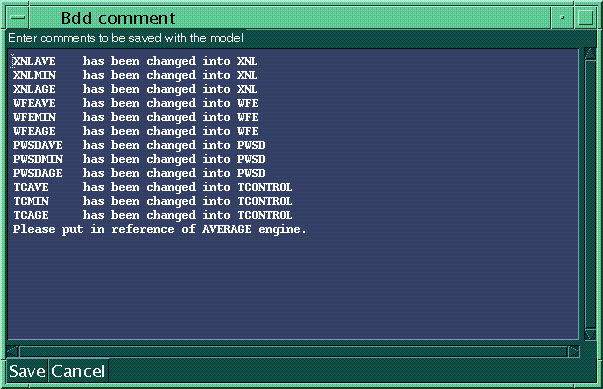 Bdd comment
Enter comments to be saved with the model
XNLAVE has been changed into XNL
XNLMIN has been changed into XNL
XNLAGE has been changed into XNL
WFEAVE has been changed into WFE
WFEMIN has been changed into WFE
WFEAGE has been changed into WFE
PWSDAVE has been changed into PWSD
PWSDMIN has been changed into PWSD
PWSDAGE has been changed into PWSD
TCAVE has been changed into TCONTROL
TCMIN has been changed into TCONTROL
TCAGE has been changed into TCONTROL
Please put in reference of AVERAGE engine.
Save Cancel